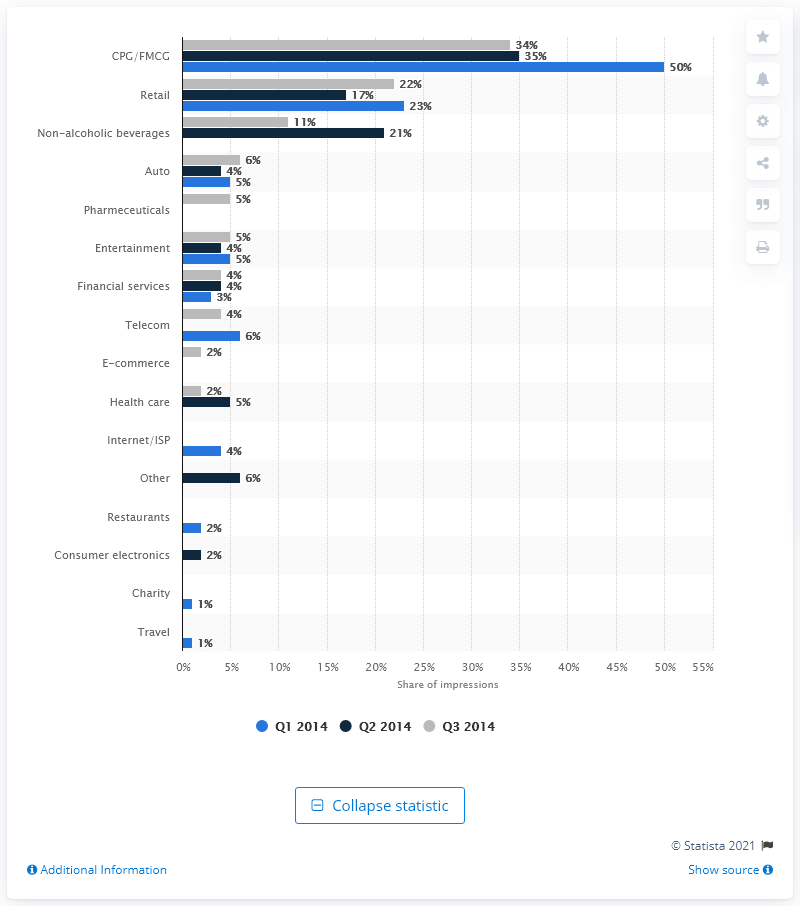 CPG/FMCG
34%
35%
50%
Retail
22%
17%
23%
Non-alcoholic beverages
11%
21%
Auto
6%
4%
5%
Pharmeceuticals
5%
Entertainment
5%
4%
5%
Financial services
4%
4%
3%
Telecom
4%
6%
E-commerce
2%
Health care
2%
5%
Internet/ISP
4%
Other
6%
Restaurants
2%
Consumer electronics
2%
Charity
1%
Travel
1%
0% 5% 10% 15% 20% 25% 30% 35% 40% 45% 50% 55%
Share of impressions
Q1 2014 Q2 2014 Q3 2014
Collapse statistic
© Statista 2021
Additional Information
Show source